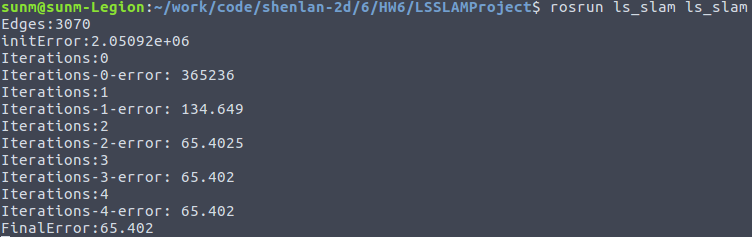 sunm@sunm-Legion:~/work/code/shenlan-2d/6/HW6/LSSLAMProject$ rosrun ls_slam ls_slam
Edges:3070
initError:2.05092e+06
Iterations:0
Iterations-0-error: 365236
Iterations:1
Iterations-1-error: 134.649
Iterations:2
Iterations-2-error: 65.4025
Iterations:3
Iterations-3-error: 65.402
Iterations:4
Iterations-4-error: 65.402
FinalError:65.402